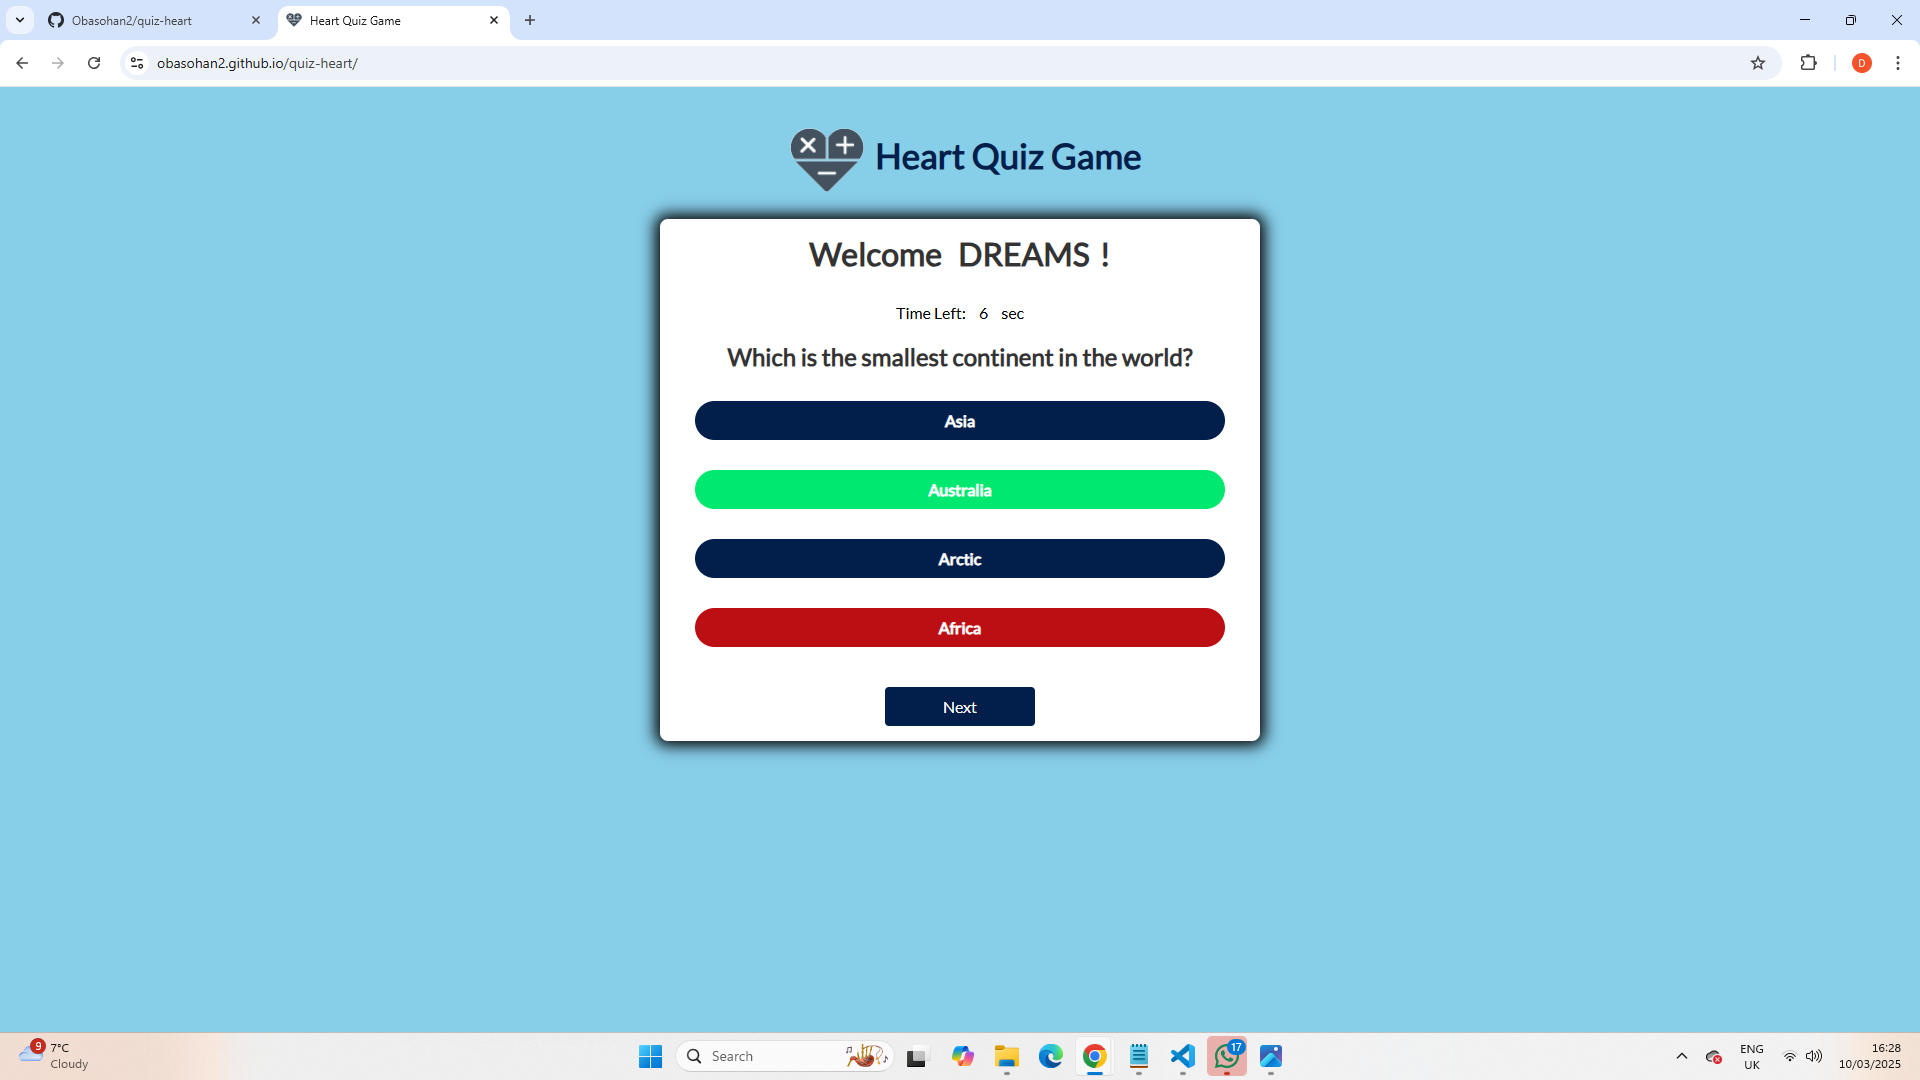 Obasohan2/quiz-heart
Heart Quiz Game
obasohan2.github.io/quiz-heart/
D
Heart Quiz Game
Welcome DREAMS !
Time Left: 6 sec
Which is the smallest continent in the world?
Asia
Australia
Arctic
Africa
Next
9
7°C
Cloudy
Search
17
ENG
UK
16:28
10/03/2025